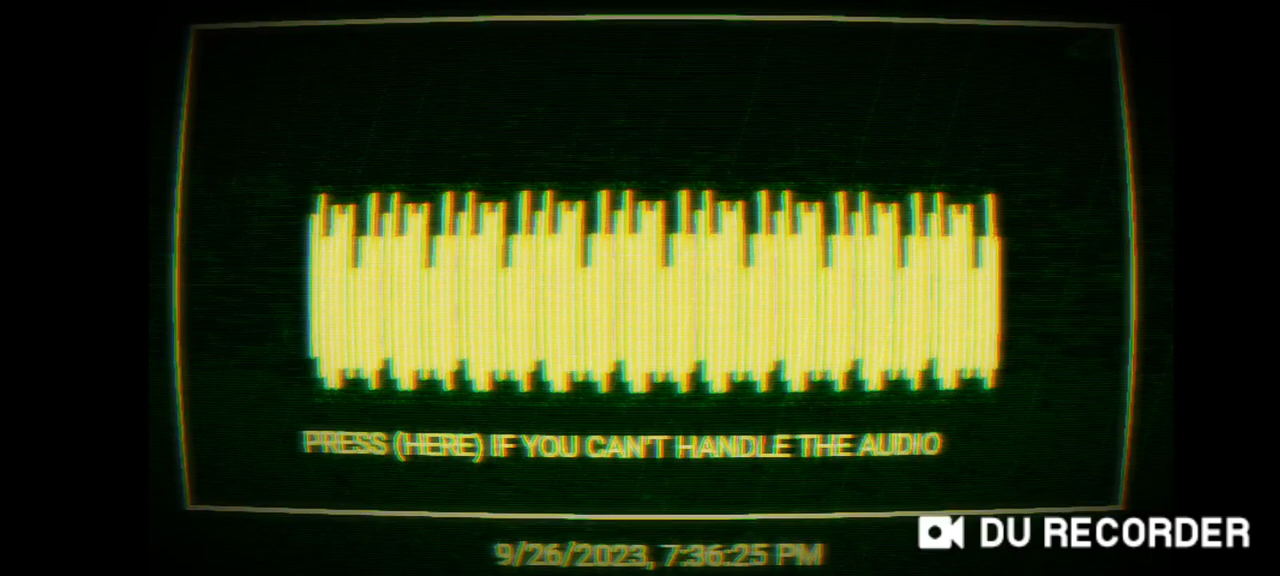 PRESS (HERE) IF YOU CAN'T HANDLE THE AUDIO
9/26/2023, 7:36:25 PM
DU RECORDER